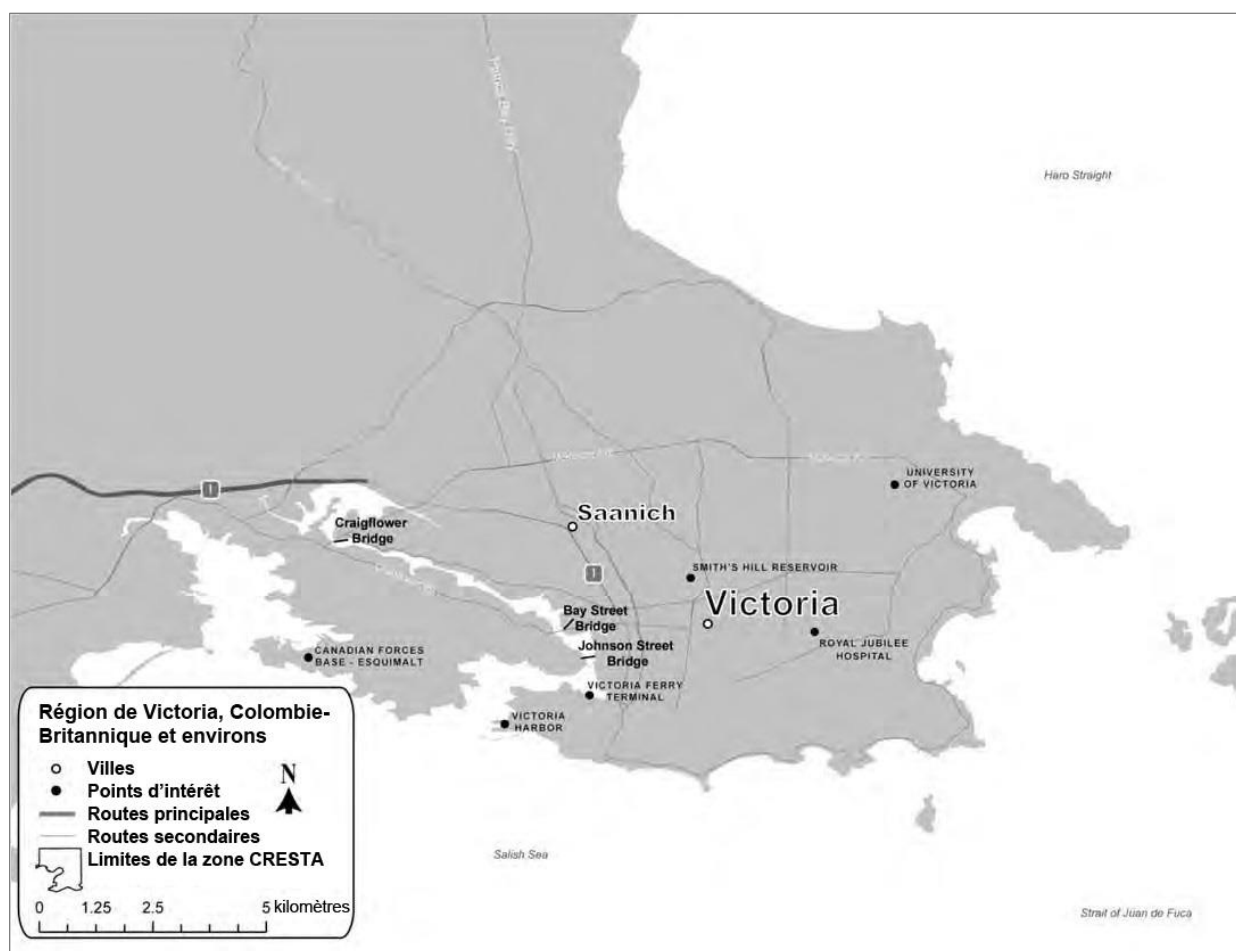 Haro Straight
UNIVERSITY
OF VICTORIA
1
Saanich
Craigflower
Bridge
1
SMITH'S HILL RESERVOIR
Victoria
Bay Street
Bridge
ROYAL JUBILEE
HOSPITAL
Johnson Street
Bridge
CANADIAN FORCES
BASE - ESQUIMALT
VICTORIA FERRY
TERMINAL
VICTORIA
HARBOR
Région de Victoria, Colombie-
Britannique et environs
Villes
N
Points d'intérêt
Routes principales
Routes secondaires
Limites de la zone CRESTA
0 1.25 2.5 5 kilomètres
Salish Sea
Strait of Juan de Fuca